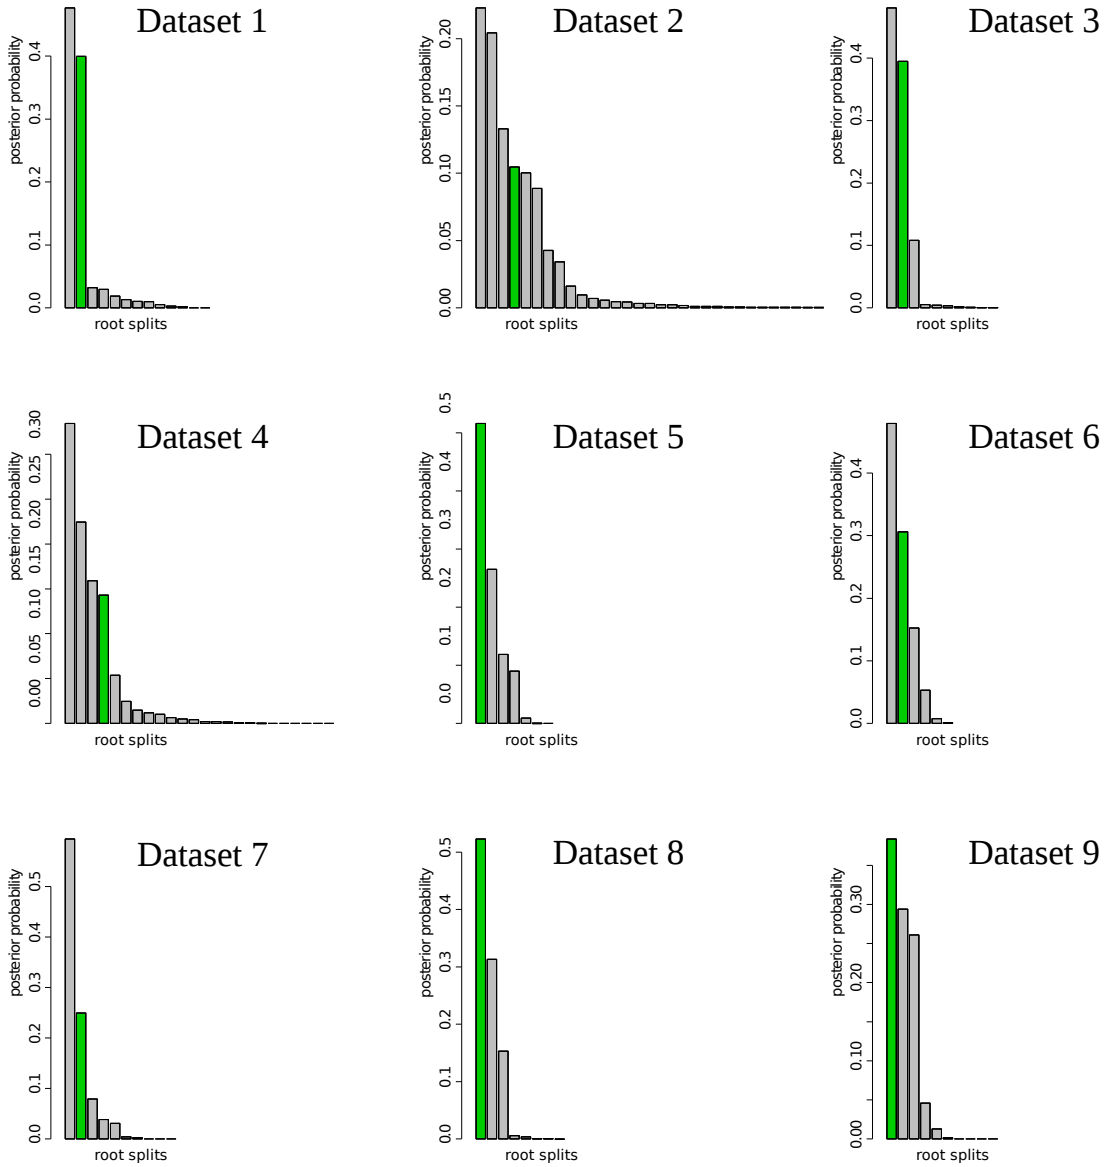 Dataset 1
posterior probability
0.0
0.1
0.2
0.3
0.4
root splits
Dataset 2
posterior probability
0.00
0.05
0.10
0.15
0.20
root splits
Dataset 3
posterior probability
0.0
0.1
0.2
0.3
0.4
root splits
Dataset 4
posterior probability
0.00
0.05
0.10
0.15
0.20
0.25
0.30
root splits
Dataset 5
posterior probability
0.0
0.1
0.2
0.3
0.4
0.5
root splits
Dataset 6
posterior probability
0.0
0.1
0.2
0.3
0.4
root splits
Dataset 7
posterior probability
0.0
0.1
0.2
0.3
0.4
0.5
root splits
Dataset 8
posterior probability
0.0
0.1
0.2
0.3
0.4
0.5
root splits
Dataset 9
posterior probability
0.00
0.10
0.20
0.30
root splits